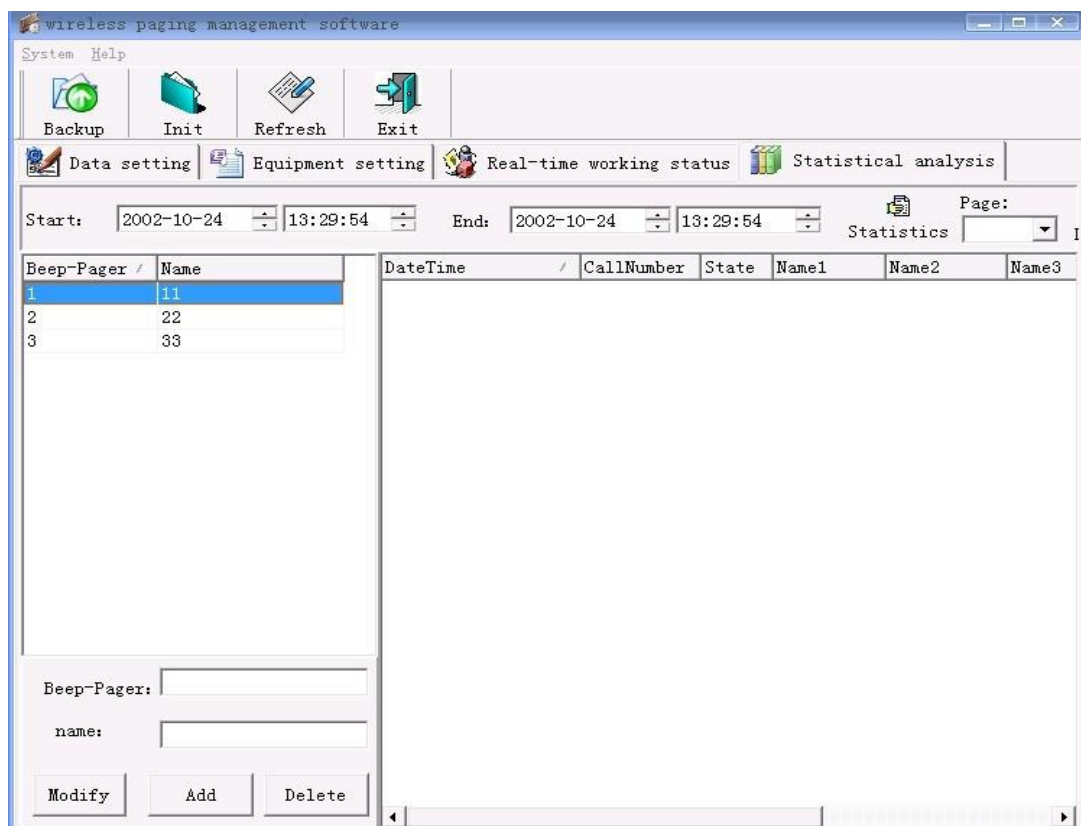 wireless paging management software
System Help
Backup Init Refresh Exit
Data setting Equipment setting Real-time working status Statistical analysis
Start: 2002-10-24 13:29:54 End: 2002-10-24 13:29:54 Statistics Page:
Beep-Pager Name DateTime CallNumber State Name1 Name2 Name3
1 11
2 22
3 33
Beep-Pager:
name:
Modify Add Delete